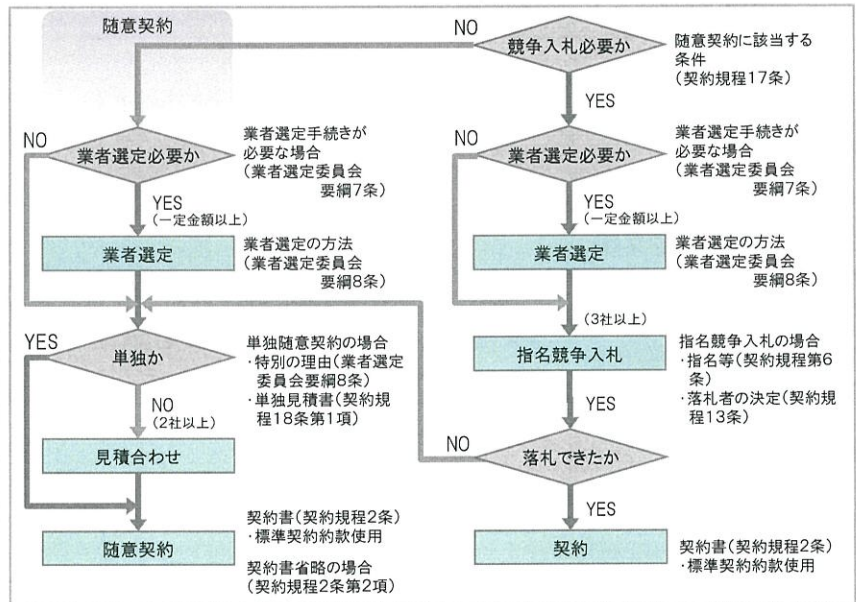 随意契約
NO
競争入札必要か
随意契約に該当する
条件
(契約規程17条)
YES
NO
業者選定必要か
業者選定手続きが
必要な場合
(業者選定委員会
要綱7条)
YES
(一定金額以上)
業者選定
業者選定の方法
(業者選定委員会
要綱8条)
NO
業者選定必要か
業者選定手続きが
必要な場合
(業者選定委員会
要綱7条)
YES
(一定金額以上)
業者選定
業者選定の方法
(業者選定委員会
要綱8条)
YES
単独か
単独随意契約の場合
・特別の理由(業者選定
委員会要綱8条)
・単独見積書(契約規
程18条第1項)
NO
(2社以上)
見積合わせ
(3社以上)
指名競争入札
指名競争入札の場合
・指名等(契約規程第6
条)
・落札者の決定(契約規
程13条)
YES
NO
落札できたか
YES
随意契約
契約書(契約規程2条)
・標準契約約款使用
契約書省略の場合
(契約規程2条第2項)
契約
契約書(契約規程2条)
・標準契約約款使用